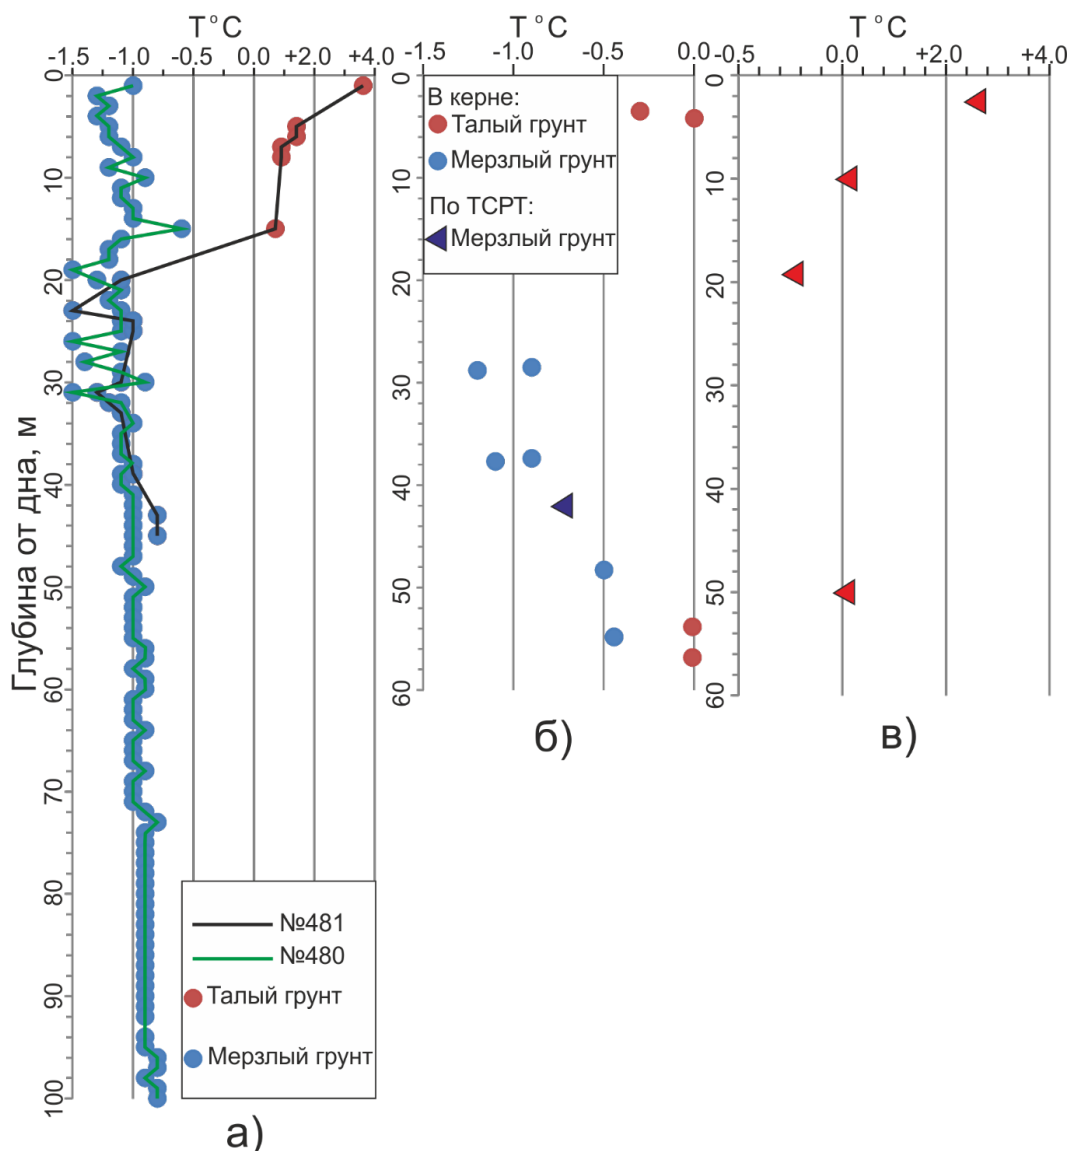 T °C
-1.5 -1.0 -0.5 0.0 +2.0 +4.0
T °C
-1.5 -1.0 -0.5 0.0
T °C
-0.5 0.0 +2.0 +4.0
Глубина от дна, м
0
10
20
30
40
50
60
70
80
90
100
№481
№480
Талый грунт
Мерзлый грунт
а)
0
10
20
30
40
50
60
В керне:
Талый грунт
Мерзлый грунт
По ТСРТ:
Мерзлый грунт
б)
0
10
20
30
40
50
60
в)